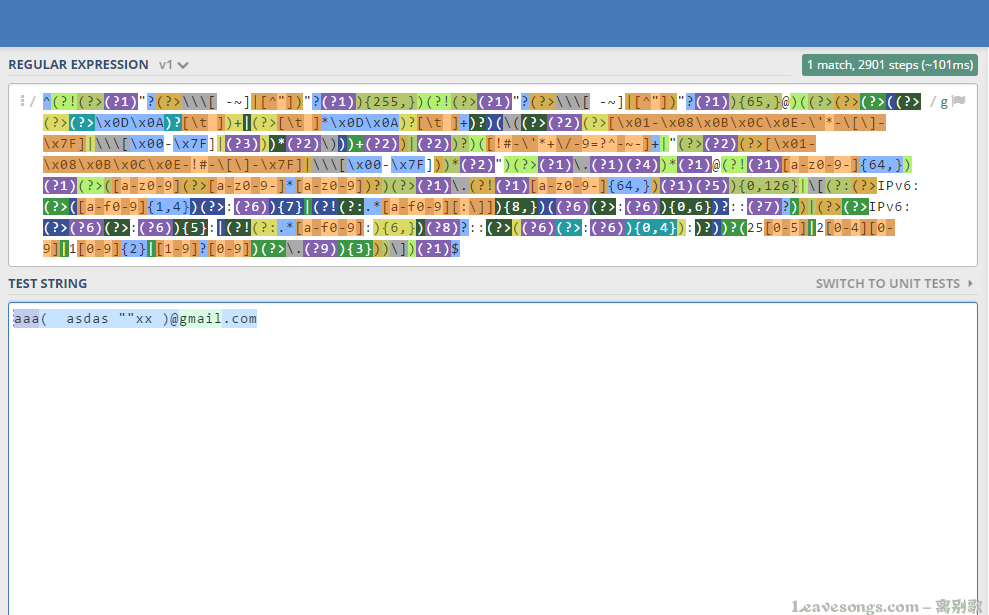 REGULAR EXPRESSION v1
1 match, 2901 steps (~101ms)
/ ^(?!(?>(?1)"?(?>\\\[ -~]|[^"])"?(?1)){255,})(?!(?>(?1)"?(?>\\\[ -~]|[^"])"?(?1)){65,}@)((?>(?>(?>((?> / g
(?>(?>\x0D\x0A)?[\t ])+|(?>[\t ]*\x0D\x0A)?[\t ]+)?)(\((?>(?2)(?>[\x01-\x08\x0B\x0C\x0E-\'*-\[\]-
\x7F]|\\\[\x00-\x7F]|(?3)))*(?2)\)))+(?2))|(?2))?)([!#-\'*+\/-9=?^-~-]+|"(?>(?2)(?>[\x01-
\x08\x0B\x0C\x0E-!#-\[\]-\x7F]|\\\[\x00-\x7F]))*(?2)")(?>(?1)\.(?1)(?4))*(?1)@(?!(?1)[a-z0-9-]{64,})
(?1)(?>([a-z0-9](?>[a-z0-9-]*[a-z0-9])?)(?>(?1)\.(?!(?1)[a-z0-9-]{64,})(?1)(?5)){0,126}|\[(?:(?>IPv6:
(?>([a-f0-9]{1,4})(?>:(?6)){7}|(?!(?:.*[a-f0-9][:\]]){8,})((?6)(?>:(?6)){0,6})?::(?7)?))|(?>(?>IPv6:
(?>(?6)(?>:(?6)){5}:|(?!(?:.*[a-f0-9]:){6,})(?8)?::(?>((?6)(?>:(?6)){0,4}):)?))?(25[0-5]|2[0-4][0-
9]|1[0-9]{2}|[1-9]?[0-9])(?>\.(?9)){3}))\])(?1)$
TEST STRING
SWITCH TO UNIT TESTS
aaa(  asdas ""xx )@gmail.com
Leavesongs.com – 离别歌